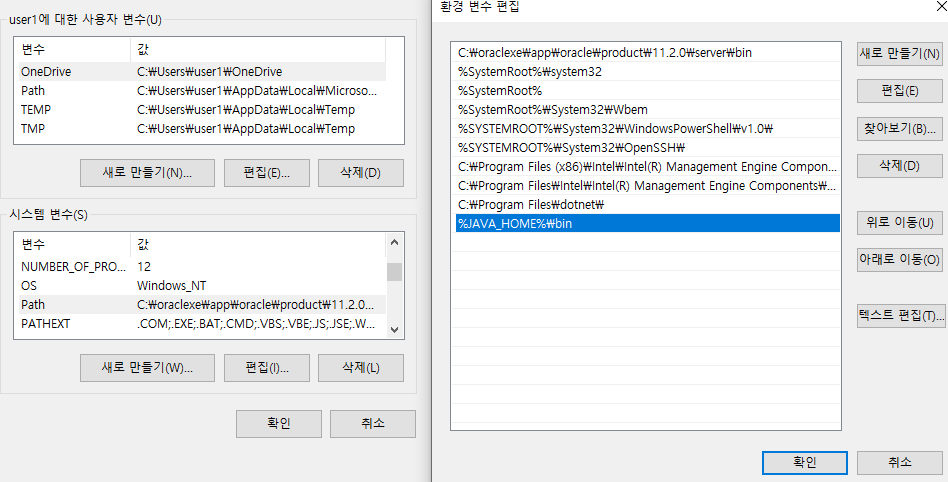 user1에 대한 사용자 변수(U)
변수 값
OneDrive C:₩Users₩user1₩OneDrive
Path C:₩Users₩user1₩AppData₩Local₩Microso...
TEMP C:₩Users₩user1₩AppData₩Local₩Temp
TMP C:₩Users₩user1₩AppData₩Local₩Temp
새로 만들기(N)... 편집(E)... 삭제(D)
시스템 변수(S)
변수 값
NUMBER_OF_PRO... 12
OS Windows_NT
Path C:₩oraclexe₩app₩oracle₩product₩11.2.0...
PATHEXT .COM;.EXE;.BAT;.CMD;.VBS;.VBE;.JS;.JSE;.W...
새로 만들기(W)... 편집(I)... 삭제(L)
확인 취소
환경 변수 편집
C:₩oraclexe₩app₩oracle₩product₩11.2.0₩server₩bin
%SystemRoot%₩system32
%SystemRoot%
%SystemRoot%₩System32₩Wbem
%SYSTEMROOT%₩System32₩WindowsPowerShell₩v1.0₩
%SYSTEMROOT%₩System32₩OpenSSH₩
C:₩Program Files (x86)₩Intel₩Intel(R) Management Engine Compon...
C:₩Program Files₩Intel₩Intel(R) Management Engine Components₩...
C:₩Program Files₩dotnet₩
%JAVA_HOME%₩bin
새로 만들기(N)
편집(E)
찾아보기(B)...
삭제(D)
위로 이동(U)
아래로 이동(O)
텍스트 편집(T)...
확인 취소